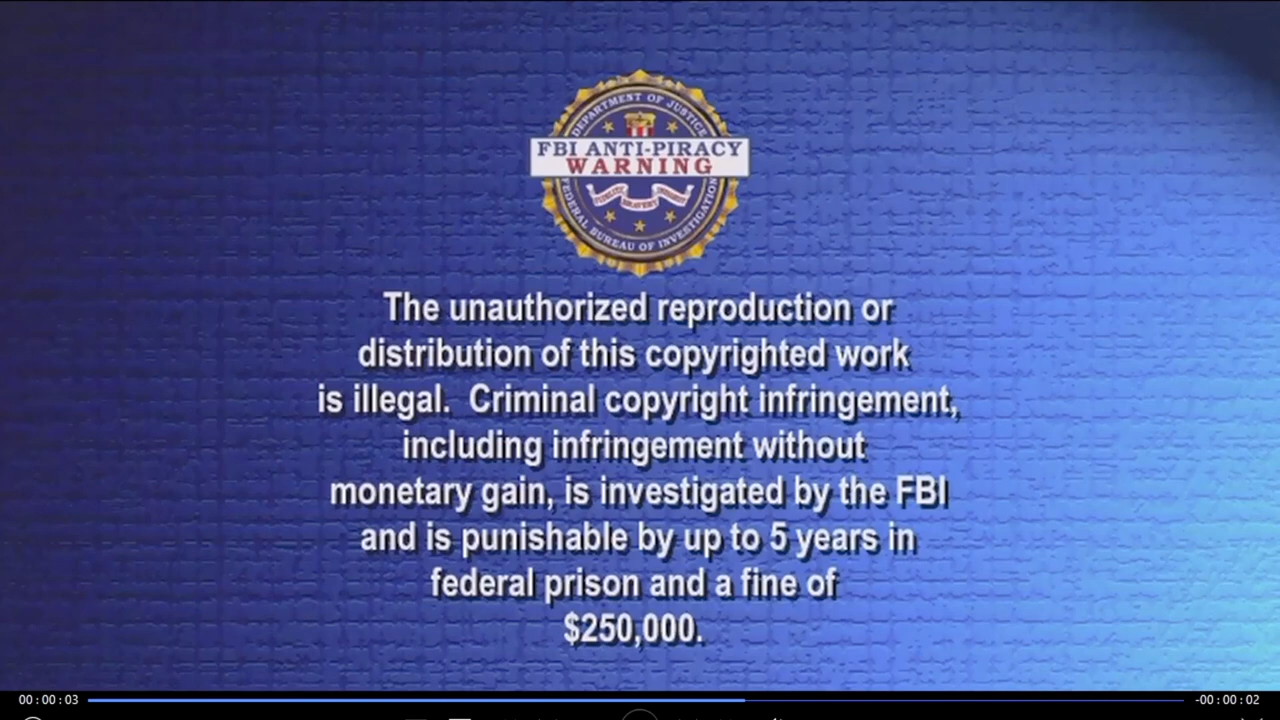 DEPARTMENT OF JUSTICE
FBI ANTI-PIRACY
WARNING
FIDELITY BRAVERY INTEGRITY
FEDERAL BUREAU OF INVESTIGATION
The unauthorized reproduction or
distribution of this copyrighted work
is illegal.  Criminal copyright infringement,
including infringement without
monetary gain, is investigated by the FBI
and is punishable by up to 5 years in
federal prison and a fine of
$250,000.
00:00:03
-00:00:02